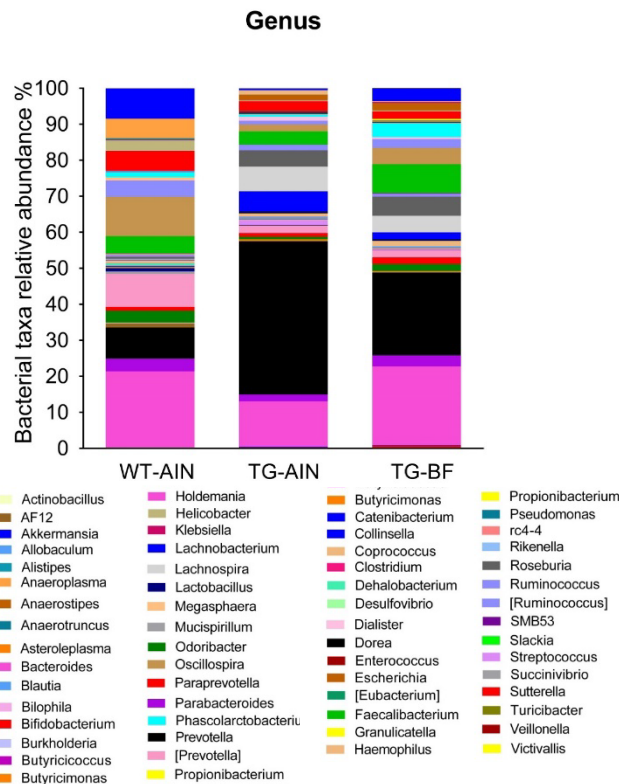 Genus
Bacterial taxa relative abundance %
100
90
80
70
60
50
40
30
20
10
0
WT-AIN
TG-AIN
TG-BF
Actinobacillus
AF12
Akkermansia
Allobaculum
Alistipes
Anaeroplasma
Anaerostipes
Anaerotruncus
Asteroleplasma
Bacteroides
Blautia
Bilophila
Bifidobacterium
Burkholderia
Butyricicoccus
Butyricimonas
Holdemania
Helicobacter
Klebsiella
Lachnobacterium
Lachnospira
Lactobacillus
Megasphaera
Mucispirillum
Odoribacter
Oscillospira
Paraprevotella
Parabacteroides
Phascolarctobacteriu
Prevotella
[Prevotella]
Propionibacterium
Butyricimonas
Catenibacterium
Collinsella
Coprococcus
Clostridium
Dehalobacterium
Desulfovibrio
Dialister
Dorea
Enterococcus
Escherichia
[Eubacterium]
Faecalibacterium
Granulicatella
Haemophilus
Propionibacterium
Pseudomonas
rc4-4
Rikenella
Roseburia
Ruminococcus
[Ruminococcus]
SMB53
Slackia
Streptococcus
Succinivibrio
Sutterella
Turicibacter
Veillonella
Victivallis